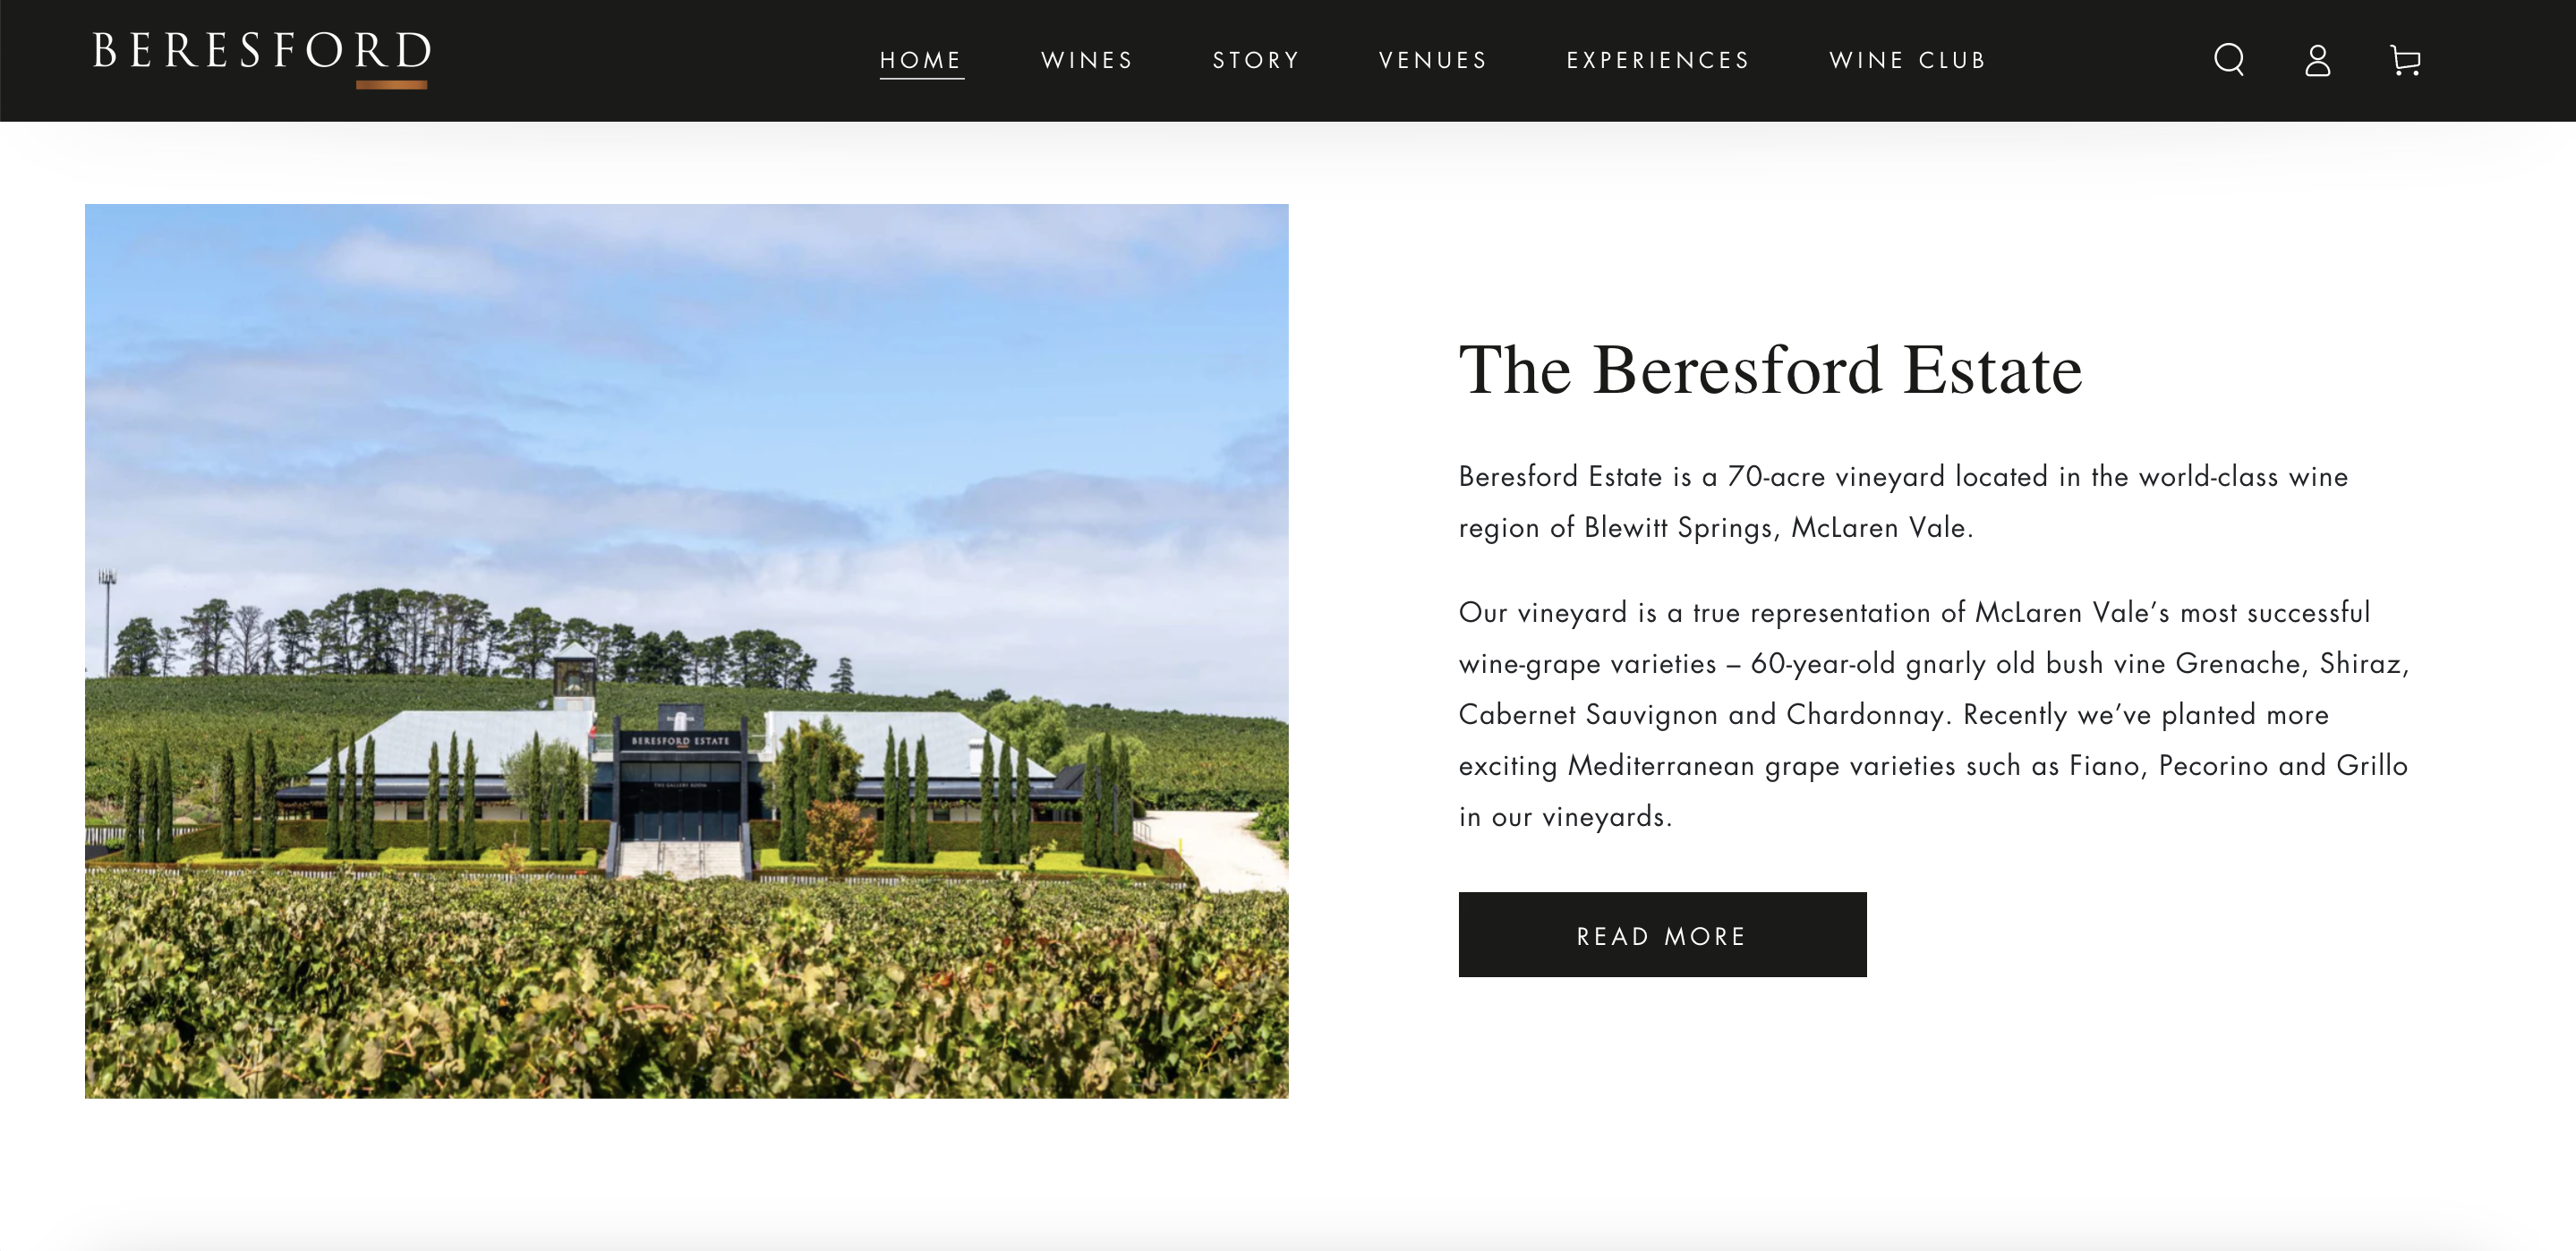 BERESFORD
HOME
WINES
STORY
VENUES
EXPERIENCES
WINE CLUB
BERESFORD ESTATE
THE GALLERY ROOM
The Beresford Estate
Beresford Estate is a 70-acre vineyard located in the world-class wine
region of Blewitt Springs, McLaren Vale.
Our vineyard is a true representation of McLaren Vale’s most successful
wine-grape varieties – 60-year-old gnarly old bush vine Grenache, Shiraz,
Cabernet Sauvignon and Chardonnay. Recently we’ve planted more
exciting Mediterranean grape varieties such as Fiano, Pecorino and Grillo
in our vineyards.
READ MORE